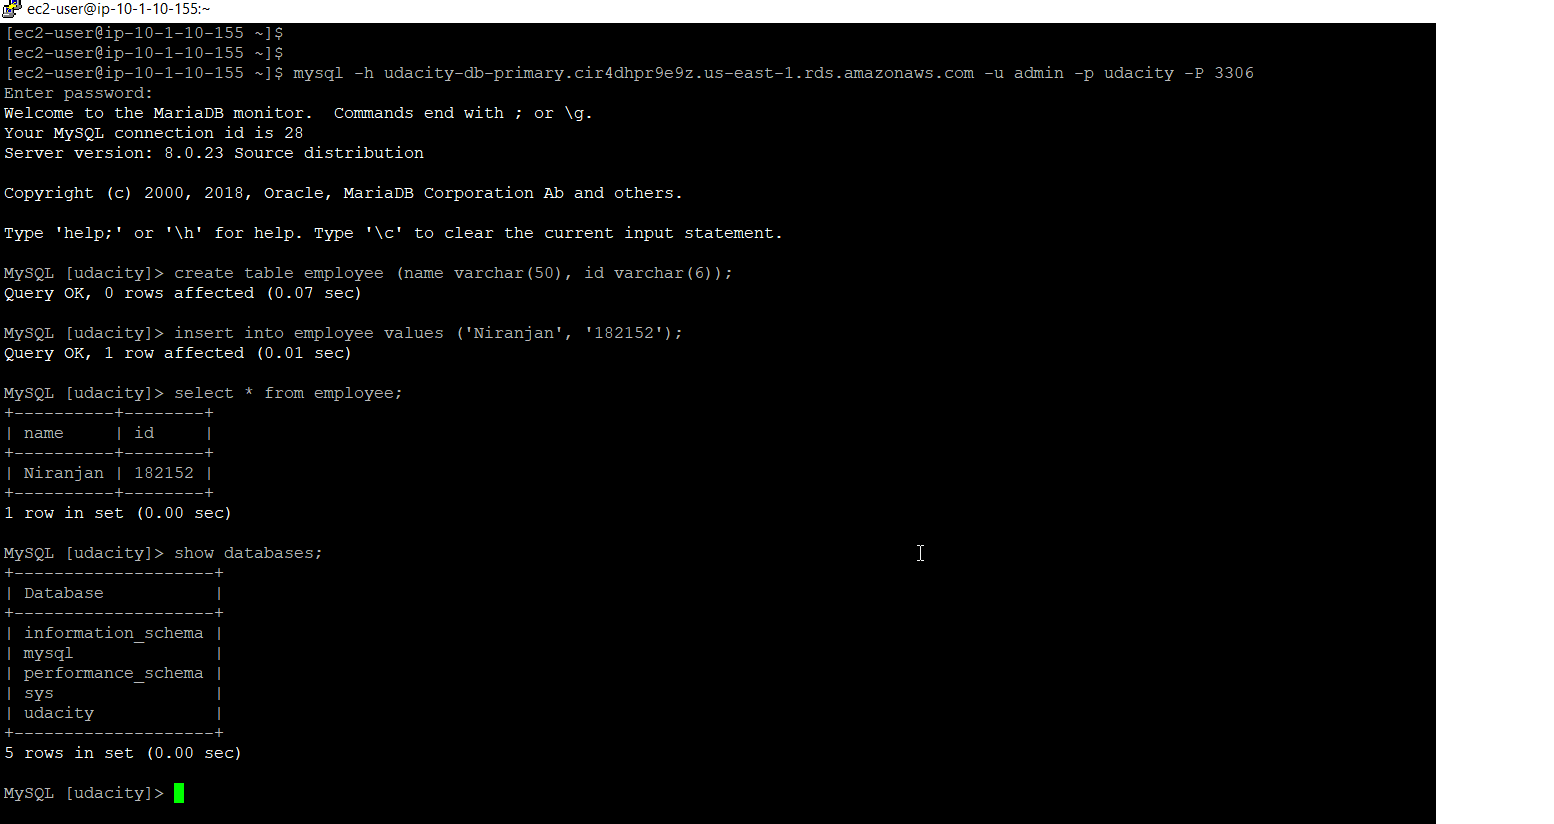 ec2-user@ip-10-1-10-155:~
[ec2-user@ip-10-1-10-155 ~]$
[ec2-user@ip-10-1-10-155 ~]$
[ec2-user@ip-10-1-10-155 ~]$ mysql -h udacity-db-primary.cir4dhpr9e9z.us-east-1.rds.amazonaws.com -u admin -p udacity -P 3306
Enter password:
Welcome to the MariaDB monitor.  Commands end with ; or \g.
Your MySQL connection id is 28
Server version: 8.0.23 Source distribution

Copyright (c) 2000, 2018, Oracle, MariaDB Corporation Ab and others.

Type 'help;' or '\h' for help. Type '\c' to clear the current input statement.

MySQL [udacity]> create table employee (name varchar(50), id varchar(6));
Query OK, 0 rows affected (0.07 sec)

MySQL [udacity]> insert into employee values ('Niranjan', '182152');
Query OK, 1 row affected (0.01 sec)

MySQL [udacity]> select * from employee;
+----------+--------+
| name     | id     |
+----------+--------+
| Niranjan | 182152 |
+----------+--------+
1 row in set (0.00 sec)

MySQL [udacity]> show databases;
+--------------------+
| Database           |
+--------------------+
| information_schema |
| mysql              |
| performance_schema |
| sys                |
| udacity            |
+--------------------+
5 rows in set (0.00 sec)

MySQL [udacity]>